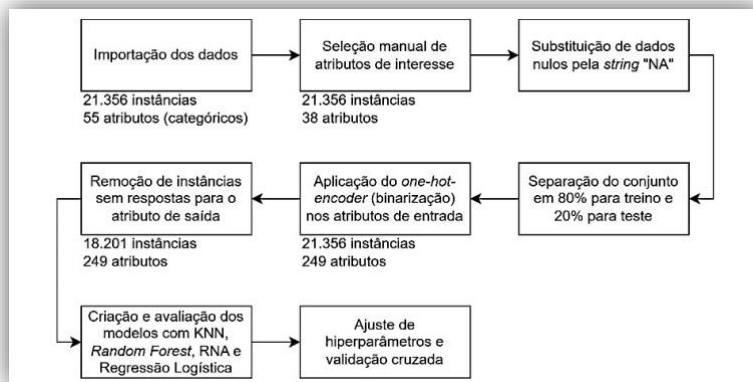 Importação dos dados
21.356 instâncias
55 atributos (categóricos)
Seleção manual de
atributos de interesse
21.356 instâncias
38 atributos
Substituição de dados
nulos pela string "NA"
Separação do conjunto
em 80% para treino e
20% para teste
Aplicação do one-hot-
encoder (binarização)
nos atributos de entrada
21.356 instâncias
249 atributos
Remoção de instâncias
sem respostas para o
atributo de saída
18.201 instâncias
249 atributos
Criação e avaliação dos
modelos com KNN,
Random Forest, RNA e
Regressão Logística
Ajuste de
hiperparâmetros e
validação cruzada